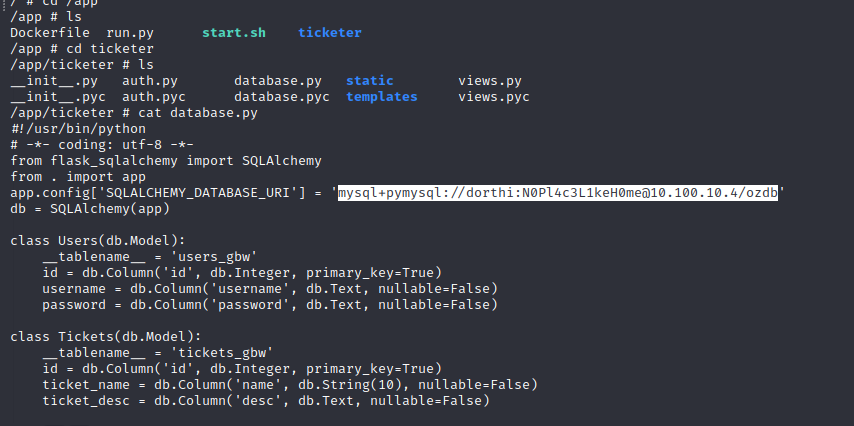 / # cd /app
/app # ls
Dockerfile  run.py      start.sh    ticketer
/app # cd ticketer
/app/ticketer # ls
__init__.py   auth.py       database.py   static        views.py
__init__.pyc  auth.pyc      database.pyc  templates     views.pyc
/app/ticketer # cat database.py
#!/usr/bin/python
# -*- coding: utf-8 -*-
from flask_sqlalchemy import SQLAlchemy
from . import app
app.config['SQLALCHEMY_DATABASE_URI'] = 'mysql+pymysql://dorthi:N0Pl4c3L1keH0me@10.100.10.4/ozdb'
db = SQLAlchemy(app)

class Users(db.Model):
    __tablename__ = 'users_gbw'
    id = db.Column('id', db.Integer, primary_key=True)
    username = db.Column('username', db.Text, nullable=False)
    password = db.Column('password', db.Text, nullable=False)

class Tickets(db.Model):
    __tablename__ = 'tickets_gbw'
    id = db.Column('id', db.Integer, primary_key=True)
    ticket_name = db.Column('name', db.String(10), nullable=False)
    ticket_desc = db.Column('desc', db.Text, nullable=False)